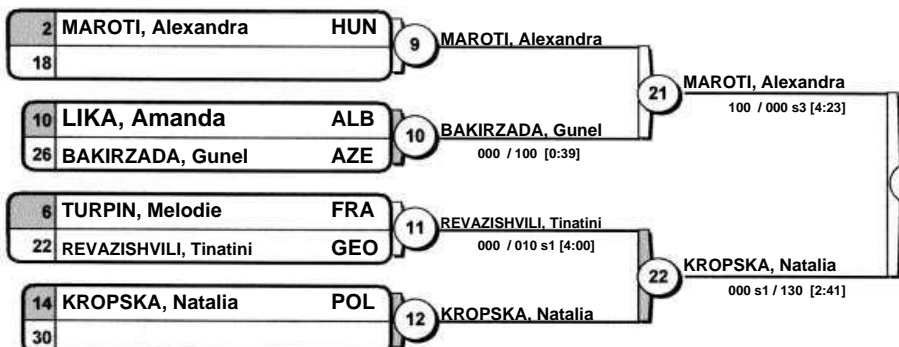 2 MAROTI, Alexandra HUN
18
9
MAROTI, Alexandra
10 LIKA, Amanda ALB
26 BAKIRZADA, Gunel AZE
10
BAKIRZADA, Gunel
000 / 100 [0:39]
21
MAROTI, Alexandra
100 / 000 s3 [4:23]
6 TURPIN, Melodie FRA
22 REVAZISHVILI, Tinatini GEO
11
REVAZISHVILI, Tinatini
000 / 010 s1 [4:00]
14 KROPSKA, Natalia POL
30
12
KROPSKA, Natalia
22
KROPSKA, Natalia
000 s1 / 130 [2:41]